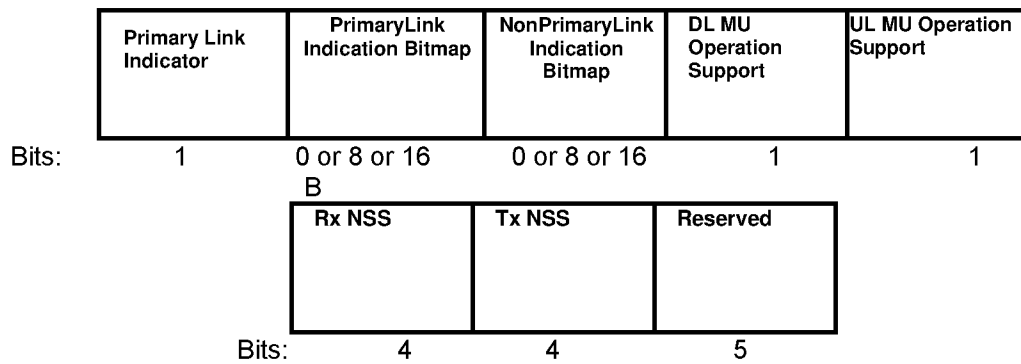 Primary Link Indicator
PrimaryLink Indication Bitmap
NonPrimaryLink Indication Bitmap
DL MU Operation Support
UL MU Operation Support
Bits: 1 0 or 8 or 16 0 or 8 or 16 1 1
B
Rx NSS Tx NSS Reserved
Bits: 4 4 5